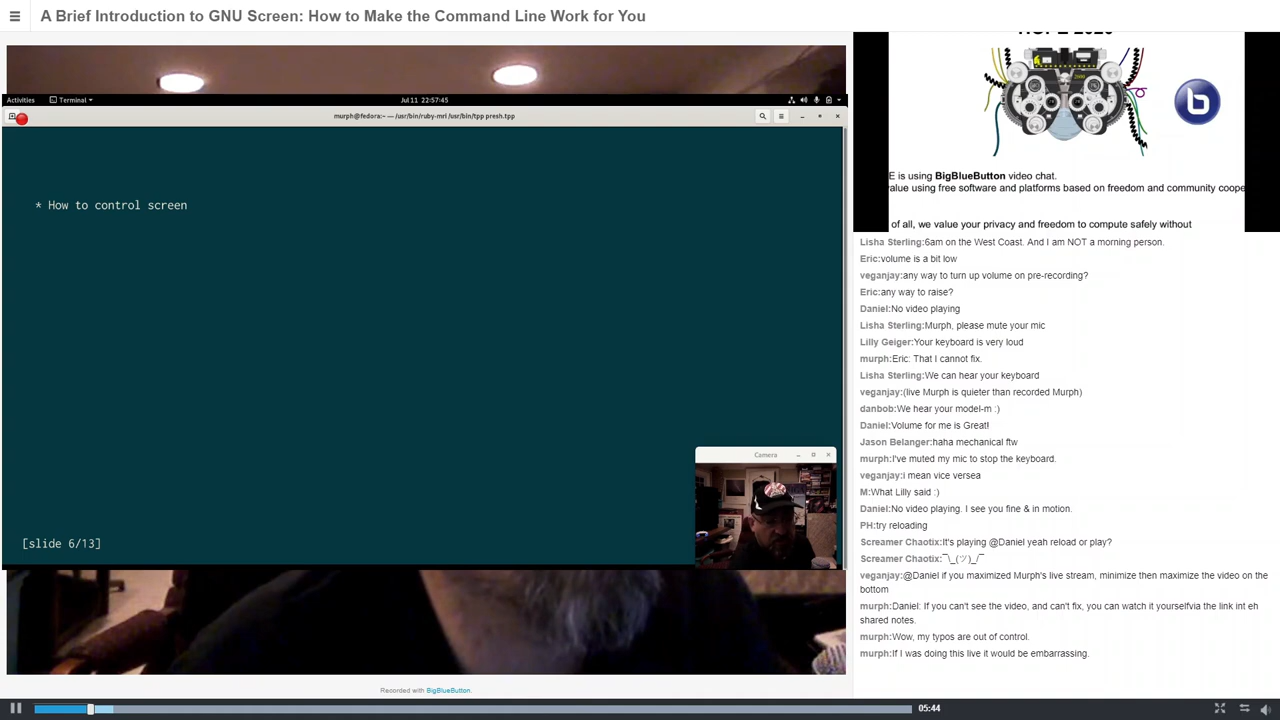 A Brief Introduction to GNU Screen: How to Make the Command Line Work for You
Activities
Terminal
Jul 11 22:57:45
murph@fedora:~ — /usr/bin/ruby-mri /usr/bin/tpp presh.tpp
* How to control screen
[slide 6/13]
Camera
Recorded with BigBlueButton.
05:44
HOPE 2020
E is using BigBlueButton video chat.
value using free software and platforms based on freedom and community coope
of all, we value your privacy and freedom to compute safely without
Lisha Sterling:6am on the West Coast. And I am NOT a morning person.
Eric:volume is a bit low
veganjay:any way to turn up volume on pre-recording?
Eric:any way to raise?
Daniel:No video playing
Lisha Sterling:Murph, please mute your mic
Lilly Geiger:Your keyboard is very loud
murph:Eric: That I cannot fix.
Lisha Sterling:We can hear your keyboard
veganjay:(live Murph is quieter than recorded Murph)
danbob:We hear your model-m :)
Daniel:Volume for me is Great!
Jason Belanger:haha mechanical ftw
murph:I've muted my mic to stop the keyboard.
veganjay:i mean vice versea
M:What Lilly said :)
Daniel:No video playing. I see you fine & in motion.
PH:try reloading
Screamer Chaotix:It's playing @Daniel yeah reload or play?
Screamer Chaotix:¯\_(ツ)_/¯
veganjay:@Daniel if you maximized Murph's live stream, minimize then maximize the video on the
bottom
murph:Daniel: If you can't see the video, and can't fix, you can watch it yourselfvia the link int eh
shared notes.
murph:Wow, my typos are out of control.
murph:If I was doing this live it would be embarrassing.